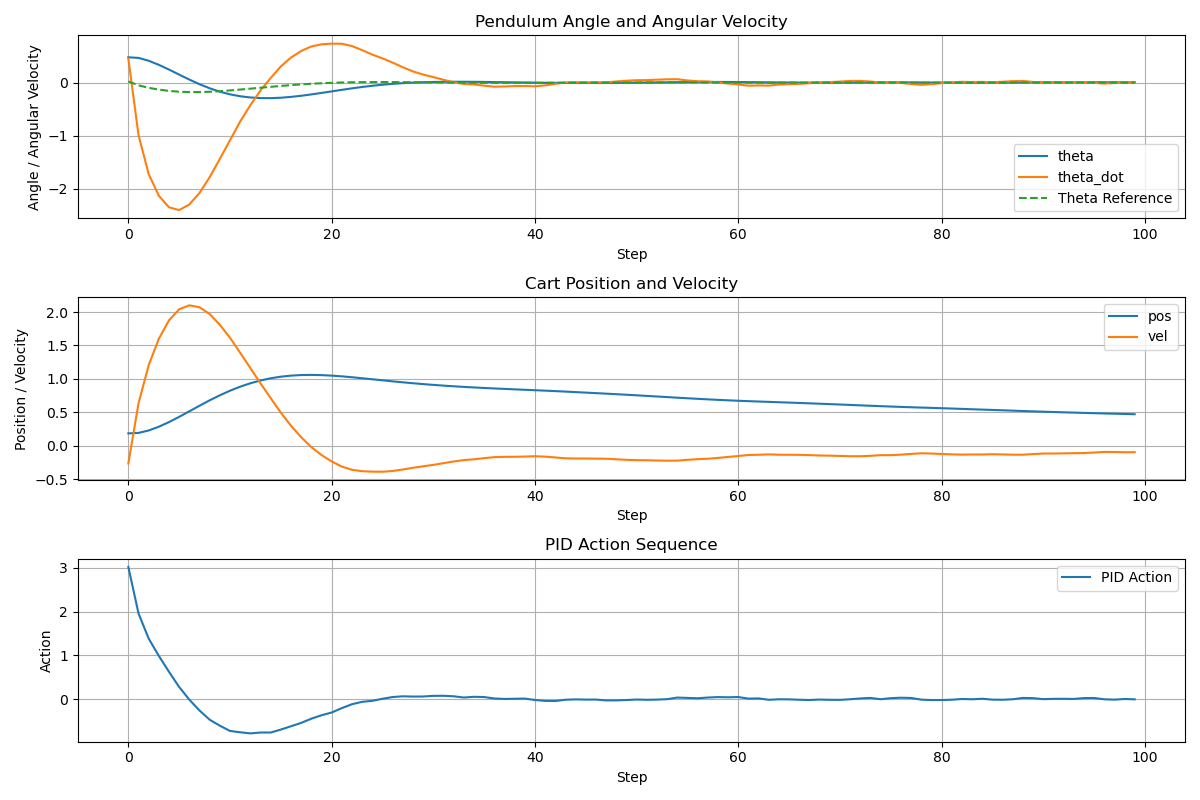 Pendulum Angle and Angular Velocity
Angle / Angular Velocity
0
−1
−2
theta
theta_dot
Theta Reference
0 20 40 60 80 100
Step
Cart Position and Velocity
Position / Velocity
2.0
1.5
1.0
0.5
0.0
−0.5
pos
vel
0 20 40 60 80 100
Step
PID Action Sequence
Action
3
2
1
0
PID Action
0 20 40 60 80 100
Step